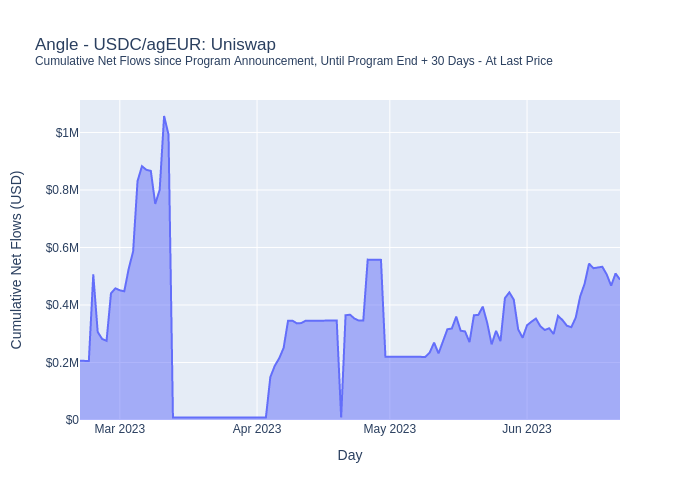 Angle - USDC/agEUR: Uniswap
Cumulative Net Flows since Program Announcement, Until Program End + 30 Days - At Last Price
Cumulative Net Flows (USD)
$1M
$0.8M
$0.6M
$0.4M
$0.2M
$0
Mar 2023 Apr 2023 May 2023 Jun 2023
Day